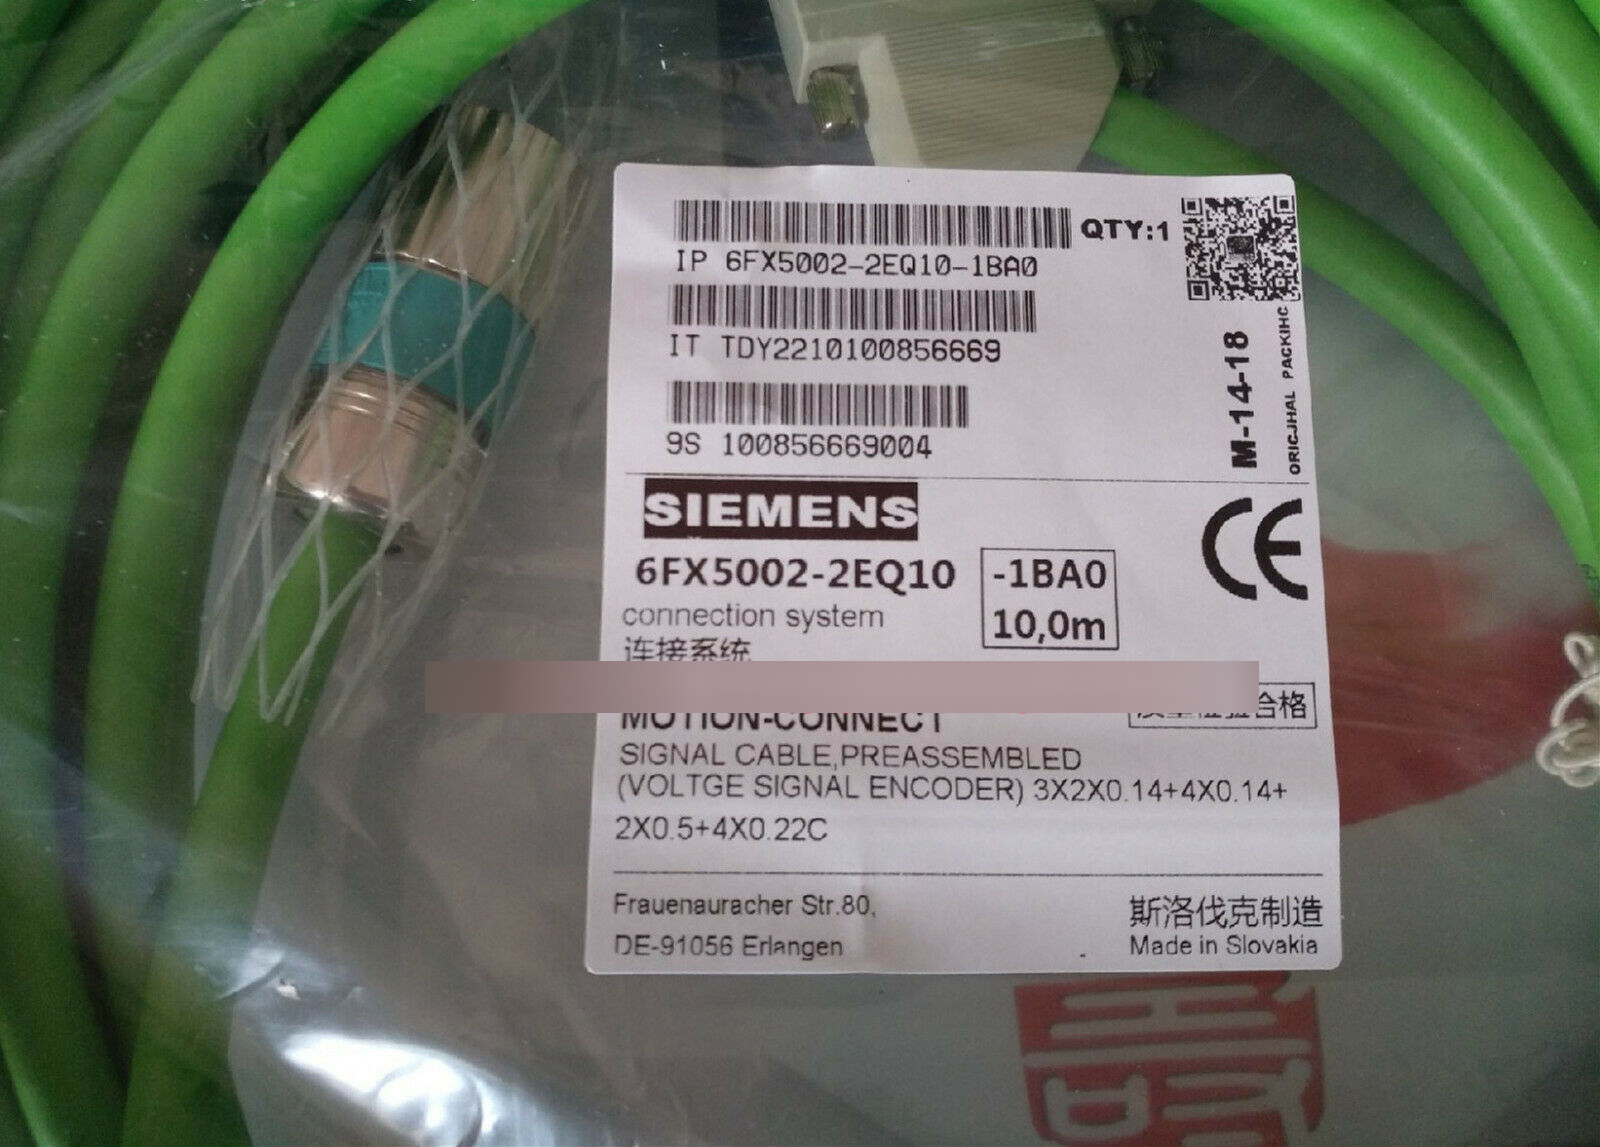 QTY:1
IP 6FX5002-2EQ10-1BA0
IT TDY2210100856669
9S 100856669004
M-14-18
ORICJHAL PACKIHC
SIEMENS
6FX5002-2EQ10
-1BA0
10,0m
CE
connection system
连接系统
合格
MOTION-CONNECT
SIGNAL CABLE,PREASSEMBLED
(VOLTGE SIGNAL ENCODER) 3X2X0.14+4X0.14+
2X0.5+4X0.22C
Frauenauracher Str.80,
DE-91056 Erlangen
斯洛伐克制造
Made in Slovakia